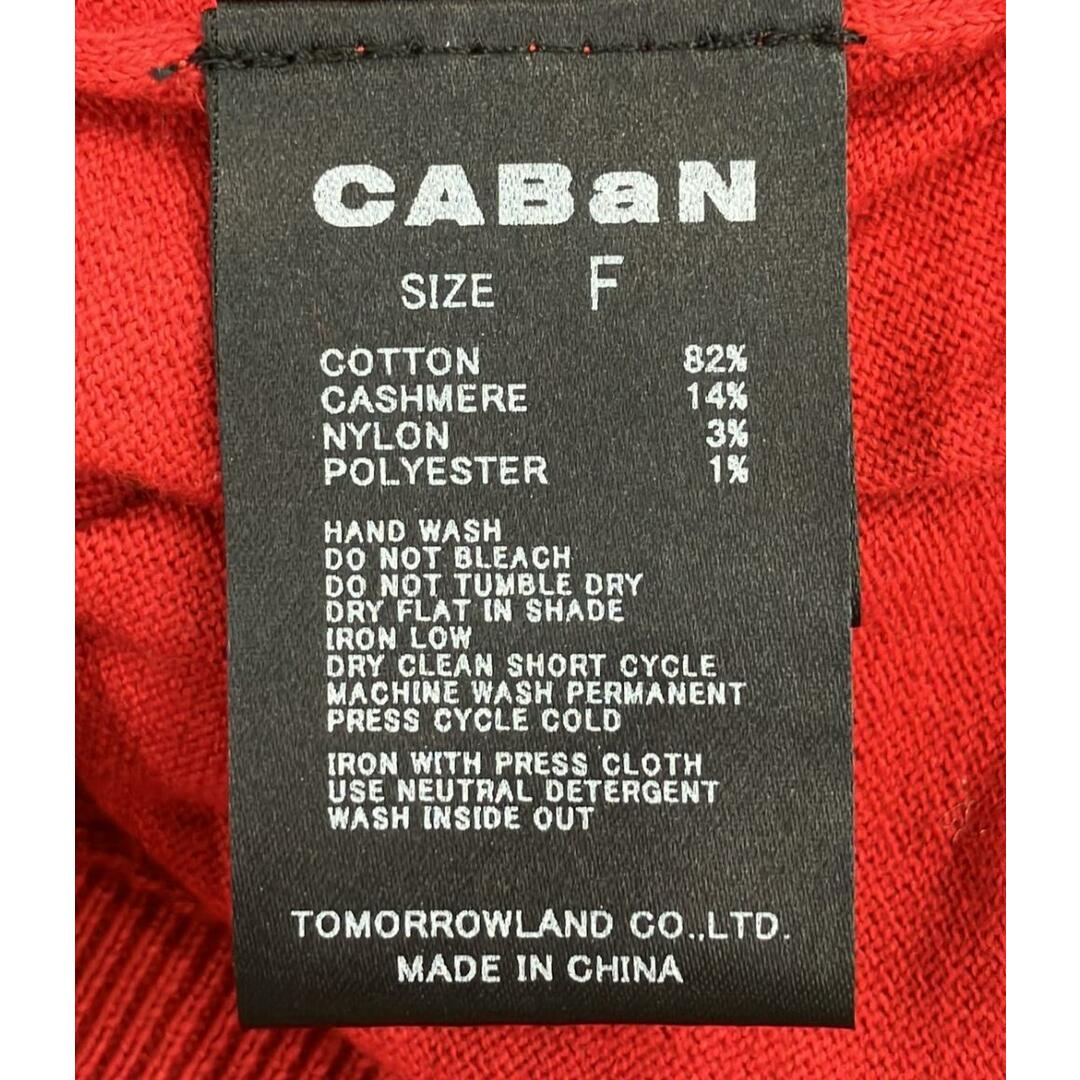 CABaN
SIZE F
COTTON 82%
CASHMERE 14%
NYLON 3%
POLYESTER 1%
HAND WASH
DO NOT BLEACH
DO NOT TUMBLE DRY
DRY FLAT IN SHADE
IRON LOW
DRY CLEAN SHORT CYCLE
MACHINE WASH PERMANENT
PRESS CYCLE COLD
IRON WITH PRESS CLOTH
USE NEUTRAL DETERGENT
WASH INSIDE OUT
TOMORROWLAND CO.,LTD.
MADE IN CHINA